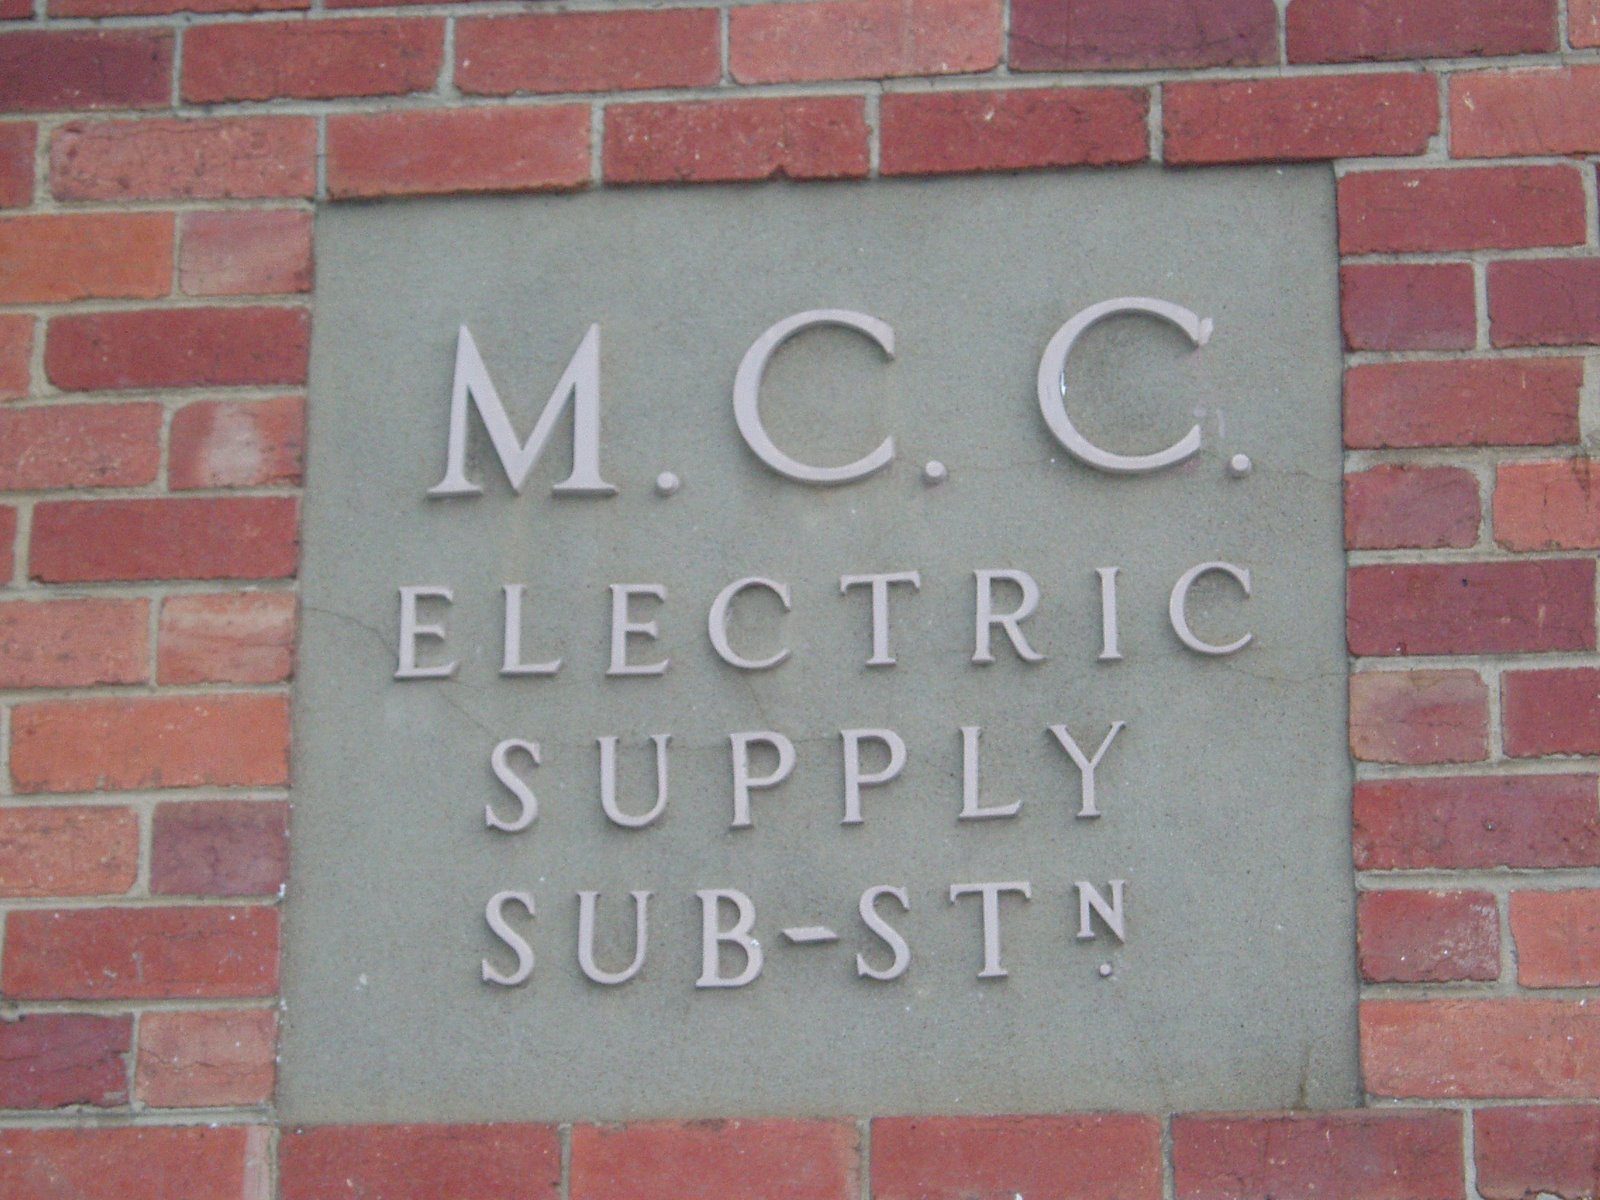 M.C.C.
ELECTRIC
SUPPLY
SUB-STN.